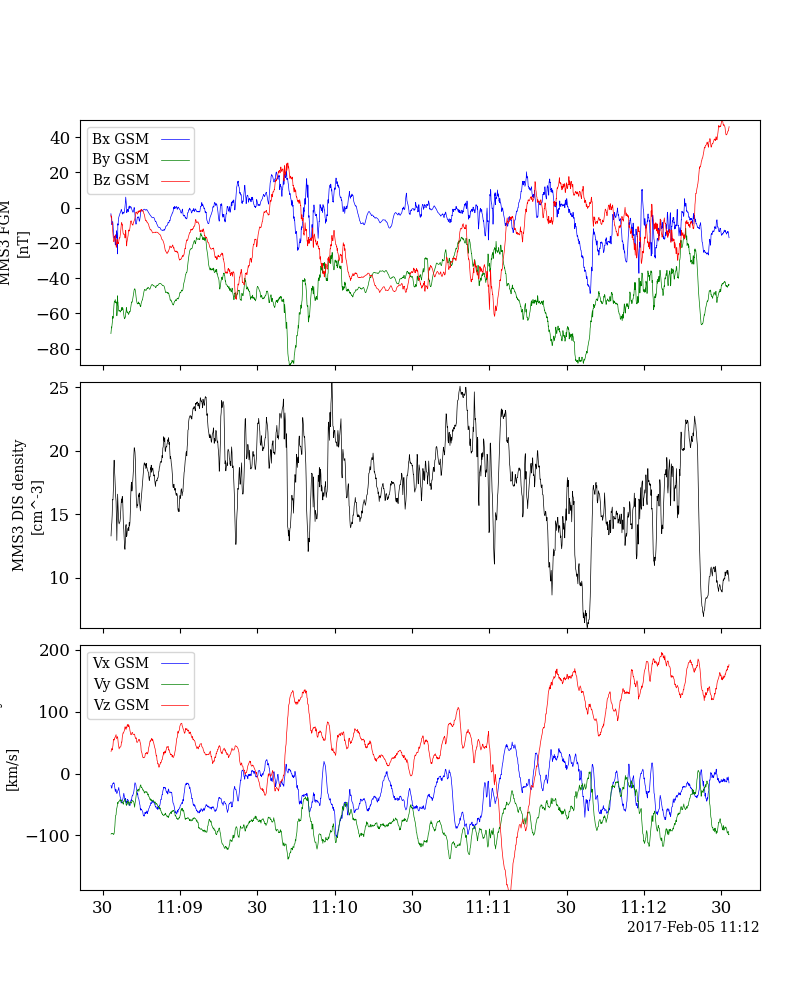 40
20
0
−20
−40
−60
−80
MMS3 FGM
[nT]
Bx GSM
By GSM
Bz GSM
25
20
15
10
MMS3 DIS density
[cm^-3]
200
100
0
−100
[km/s]
Vx GSM
Vy GSM
Vz GSM
30 11:09 30 11:10 30 11:11 30 11:12 30
2017-Feb-05 11:12